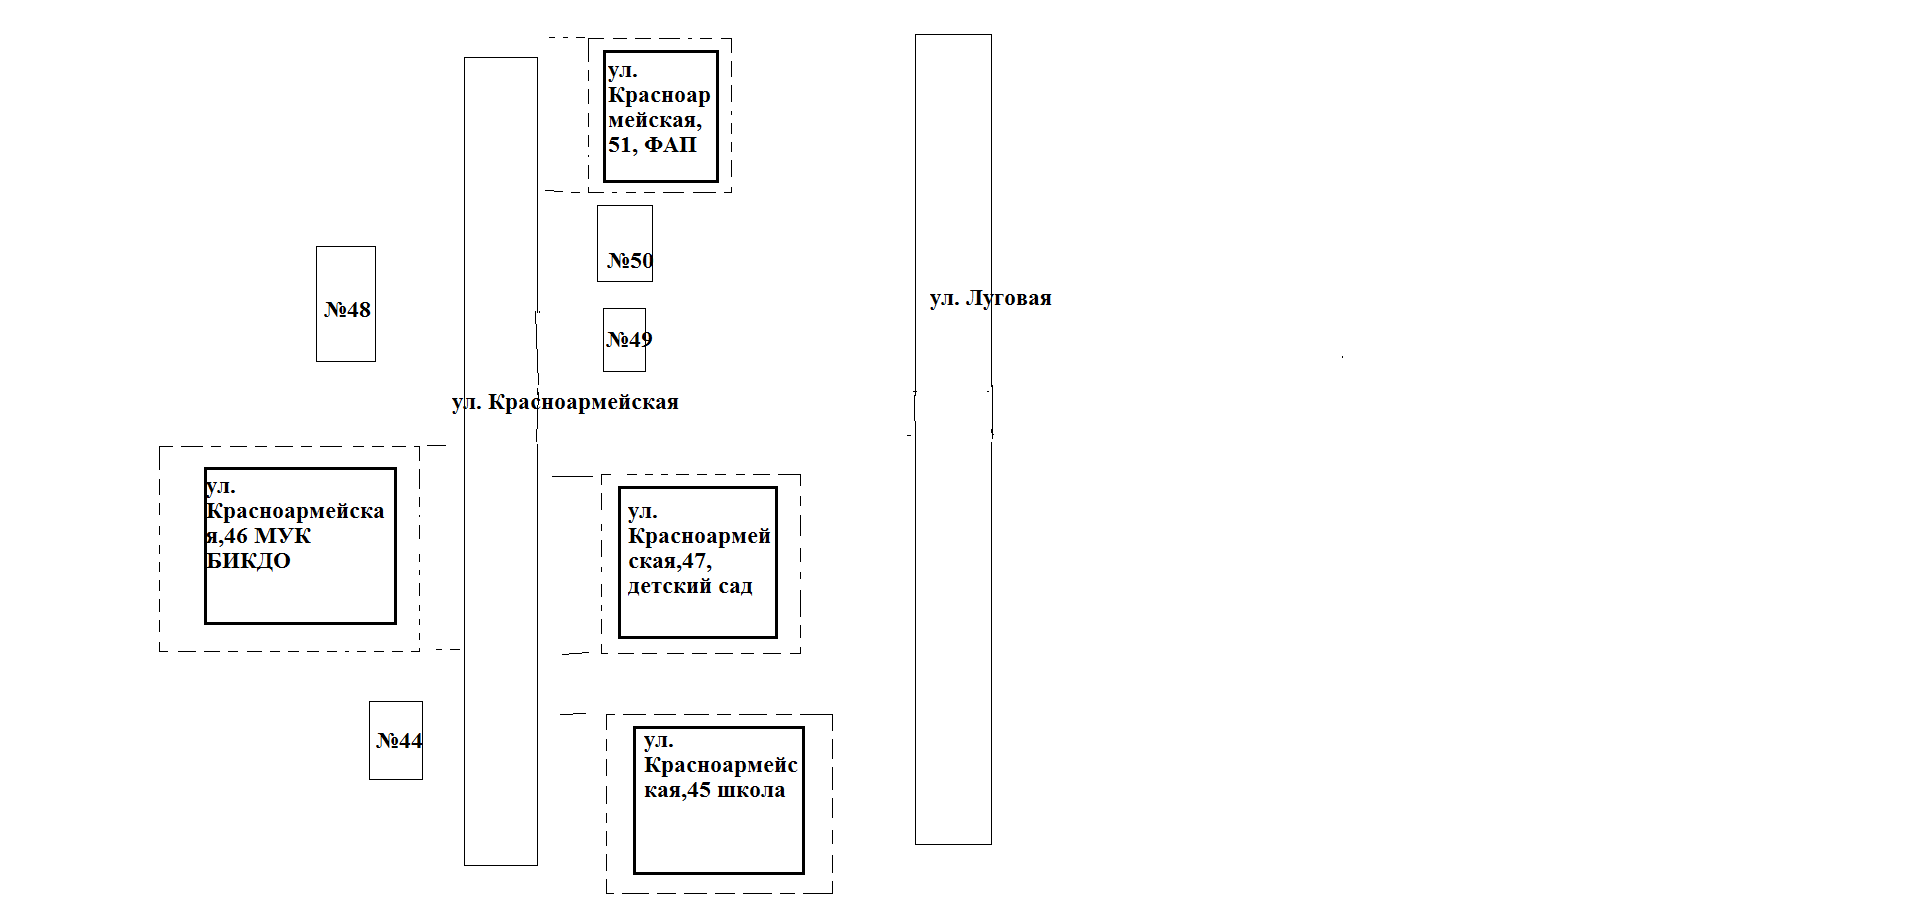 ул.
Красноар
мейская,
51, ФАП
№50
№48
ул. Луговая
№49
ул. Красноармейская
ул.
Красноармейска
я,46 МУК
БИКДО
ул.
Красноармей
ская,47,
детский сад
№44
ул.
Красноармейс
кая,45 школа